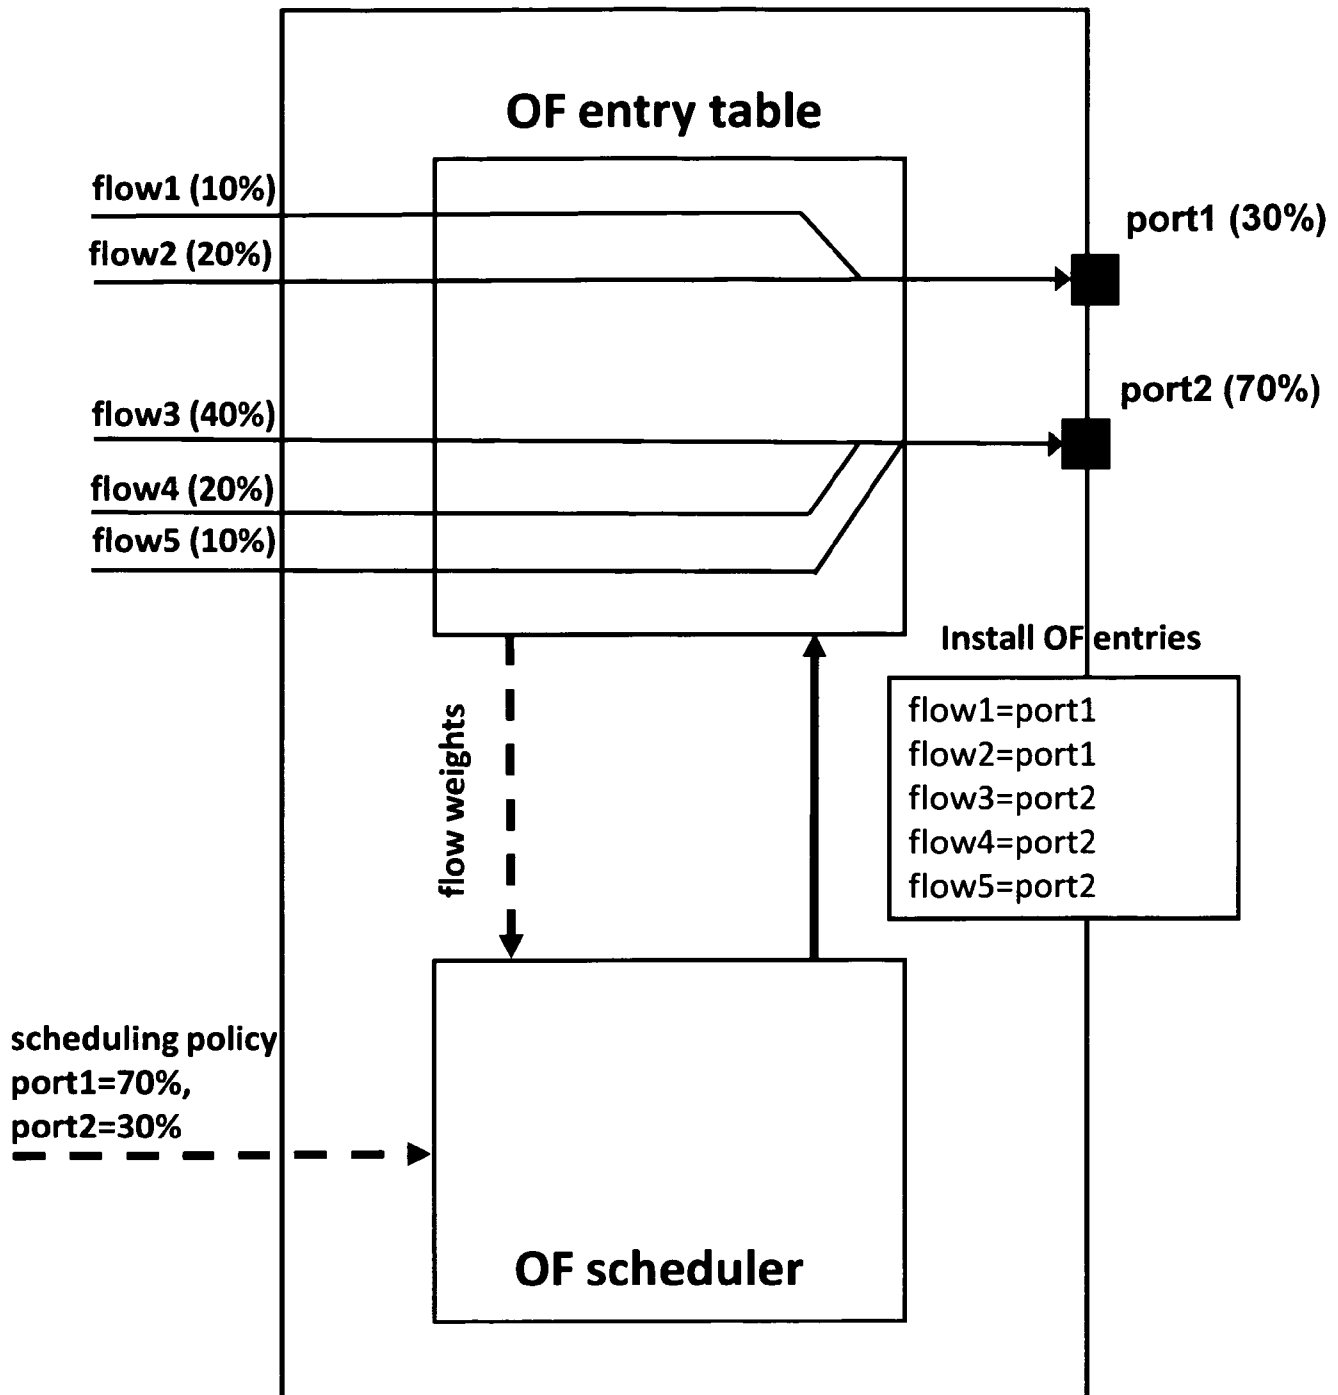 OF entry table
flow1 (10%)
flow2 (20%)
port1 (30%)
flow3 (40%)
port2 (70%)
flow4 (20%)
flow5 (10%)
Install OF entries
flow1=port1
flow2=port1
flow3=port2
flow4=port2
flow5=port2
flow weights
scheduling policy
port1=70%,
port2=30%
OF scheduler